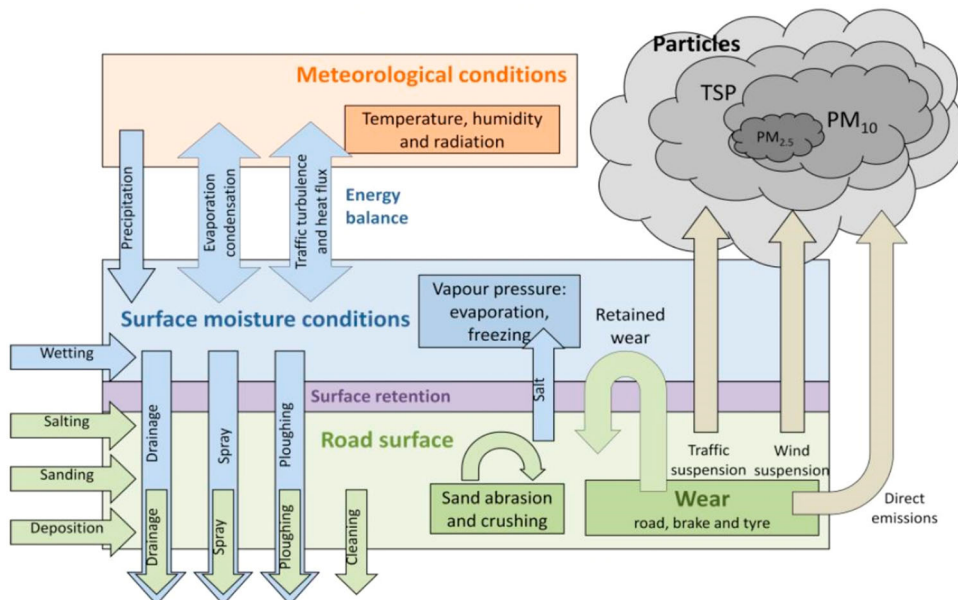 Meteorological conditions
Temperature, humidity
and radiation
Precipitation
Evaporation
condensation
Traffic turbulence
and heat flux
Energy
balance
Particles
TSP
PM10
PM2.5
Surface moisture conditions
Vapour pressure:
evaporation,
freezing
Retained
wear
Wetting
Surface retention
Salt
Salting
Sanding
Deposition
Road surface
Drainage
Spray
Ploughing
Drainage
Spray
Ploughing
Cleaning
Sand abrasion
and crushing
Traffic
suspension
Wind
suspension
Wear
road, brake and tyre
Direct
emissions